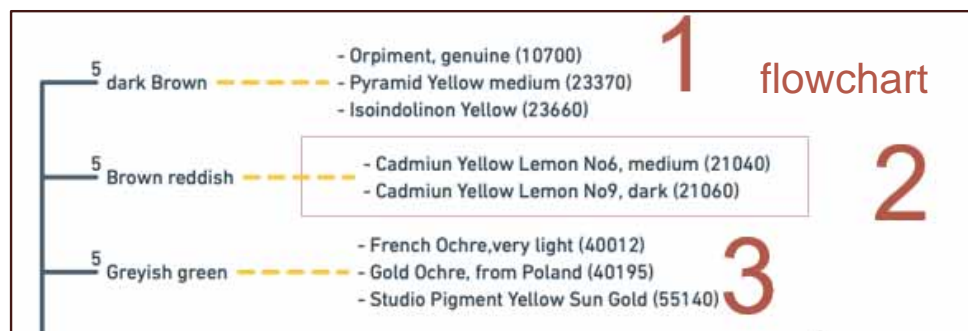 1
flowchart
5
dark Brown
- Orpiment, genuine (10700)
- Pyramid Yellow medium (23370)
- Isoindolinon Yellow (23660)
2
5
Brown reddish
- Cadmiun Yellow Lemon No6, medium (21040)
- Cadmiun Yellow Lemon No9, dark (21060)
3
5
Greyish green
- French Ochre,very light (40012)
- Gold Ochre, from Poland (40195)
- Studio Pigment Yellow Sun Gold (55140)